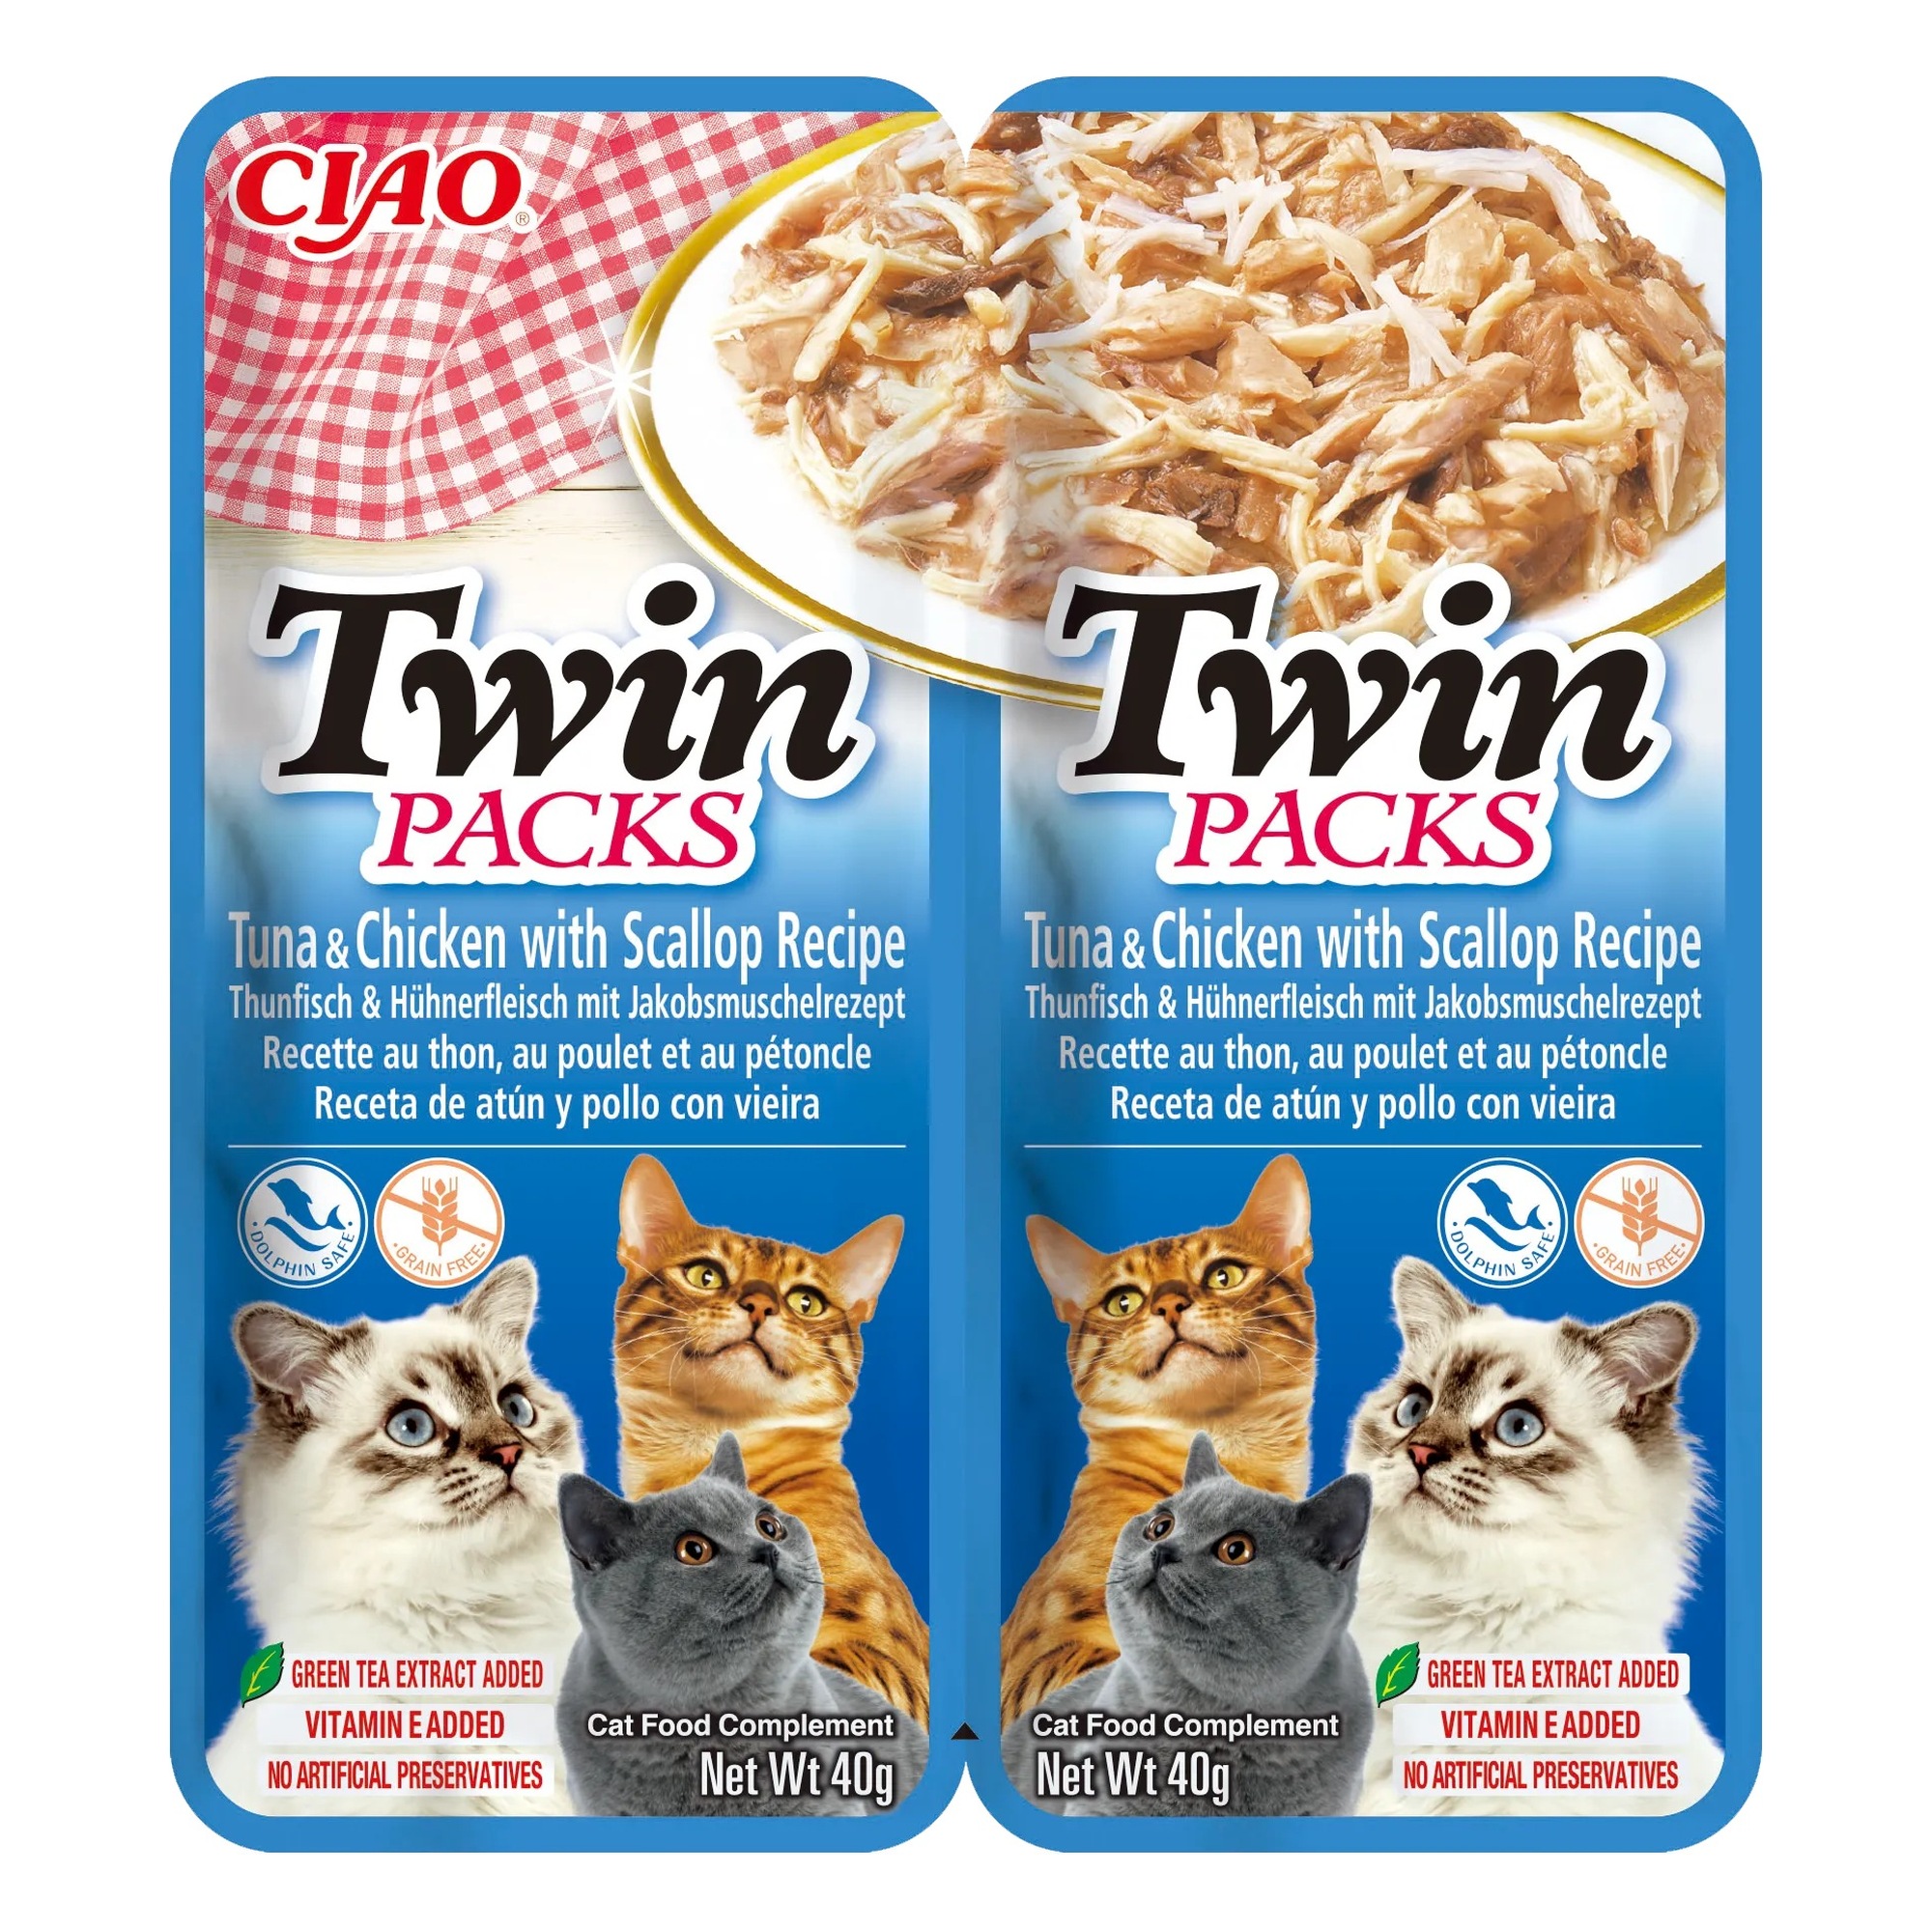 CIAO®
Twin
PACKS
Tuna & Chicken with Scallop Recipe
Thunfisch & Hühnerfleisch mit Jakobsmuschelrezept
Recette au thon, au poulet et au pétoncle
Receta de atún y pollo con vieira
DOLPHIN SAFE
GRAIN FREE
GREEN TEA EXTRACT ADDED
VITAMIN E ADDED
NO ARTIFICIAL PRESERVATIVES
Cat Food Complement
Net Wt 40g
Twin
PACKS
Tuna & Chicken with Scallop Recipe
Thunfisch & Hühnerfleisch mit Jakobsmuschelrezept
Recette au thon, au poulet et au pétoncle
Receta de atún y pollo con vieira
DOLPHIN SAFE
GRAIN FREE
Cat Food Complement
Net Wt 40g
GREEN TEA EXTRACT ADDED
VITAMIN E ADDED
NO ARTIFICIAL PRESERVATIVES